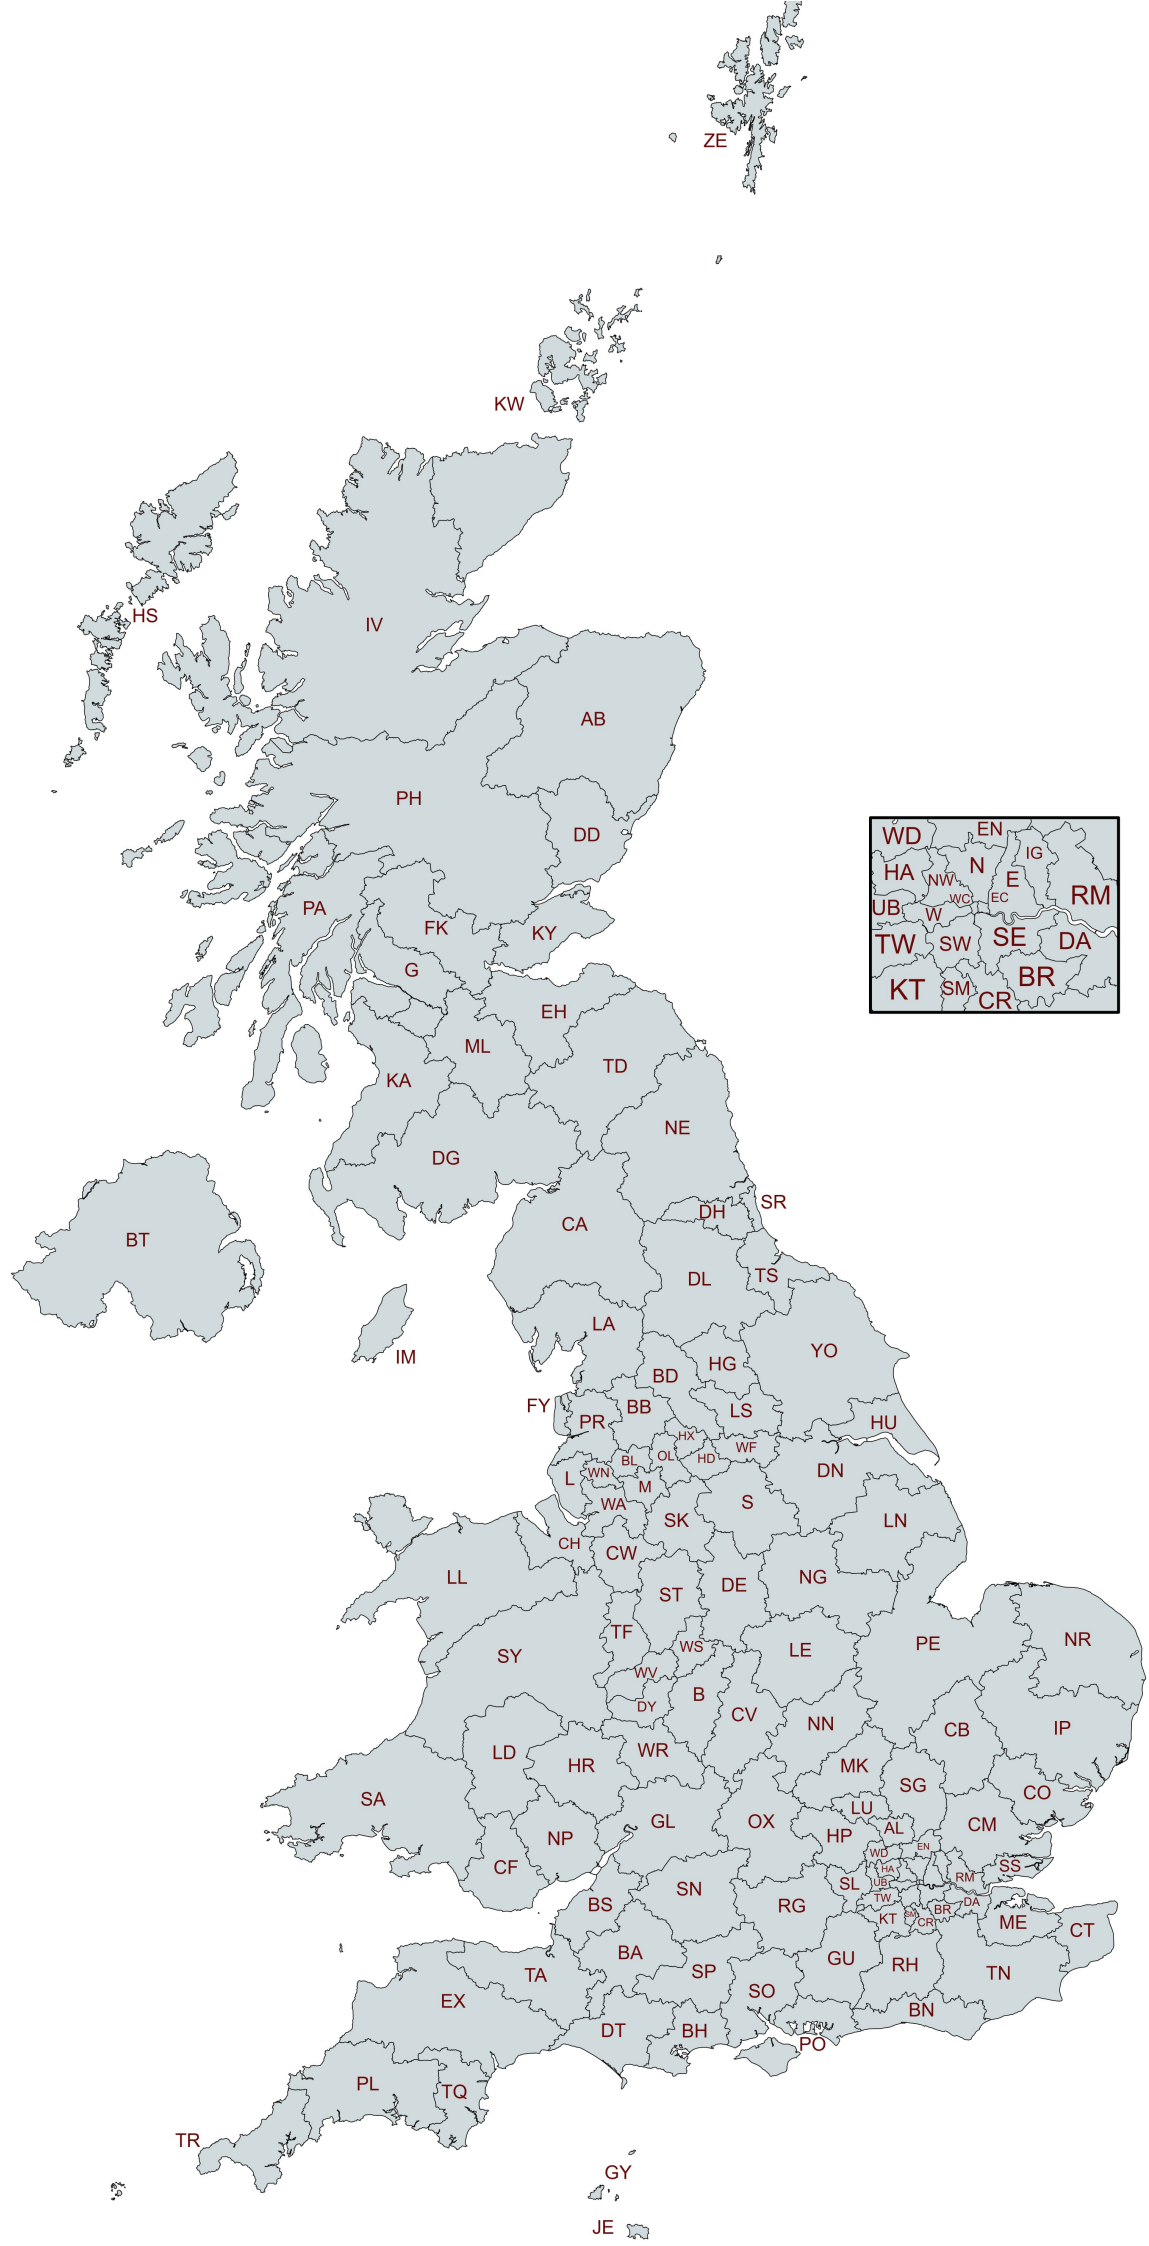 ZE
KW
HS
IV
AB
PH
DD
WD
EN
IG
HA
N
NW
E
WC
EC
RM
UB
W
TW
SW
SE
DA
KT
SM
CR
BR
PA
FK
KY
G
EH
ML
TD
KA
NE
DG
SR
DH
CA
BT
DL
TS
LA
YO
IM
HG
BD
FY
BB
LS
PR
HU
HX
WF
OL
HD
BL
DN
L
WN
M
WA
S
SK
LN
CH
CW
LL
ST
DE
NG
TF
WS
LE
PE
NR
SY
WV
B
DY
CV
NN
CB
IP
LD
HR
WR
MK
SG
CO
SA
LU
GL
OX
HP
AL
CM
NP
EN
WD
CF
HA
SS
RM
SL
UB
SN
TW
DA
BS
RG
BR
SM
KT
CR
ME
CT
BA
GU
RH
TN
TA
SP
SO
EX
BN
DT
BH
PO
PL
TQ
TR
GY
JE